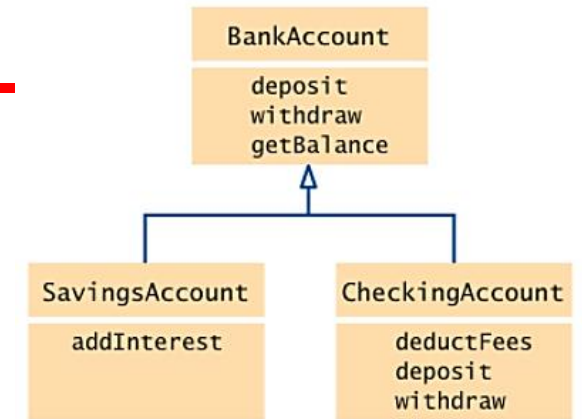 BankAccount
deposit
withdraw
getBalance
SavingsAccount
addInterest
CheckingAccount
deductFees
deposit
withdraw